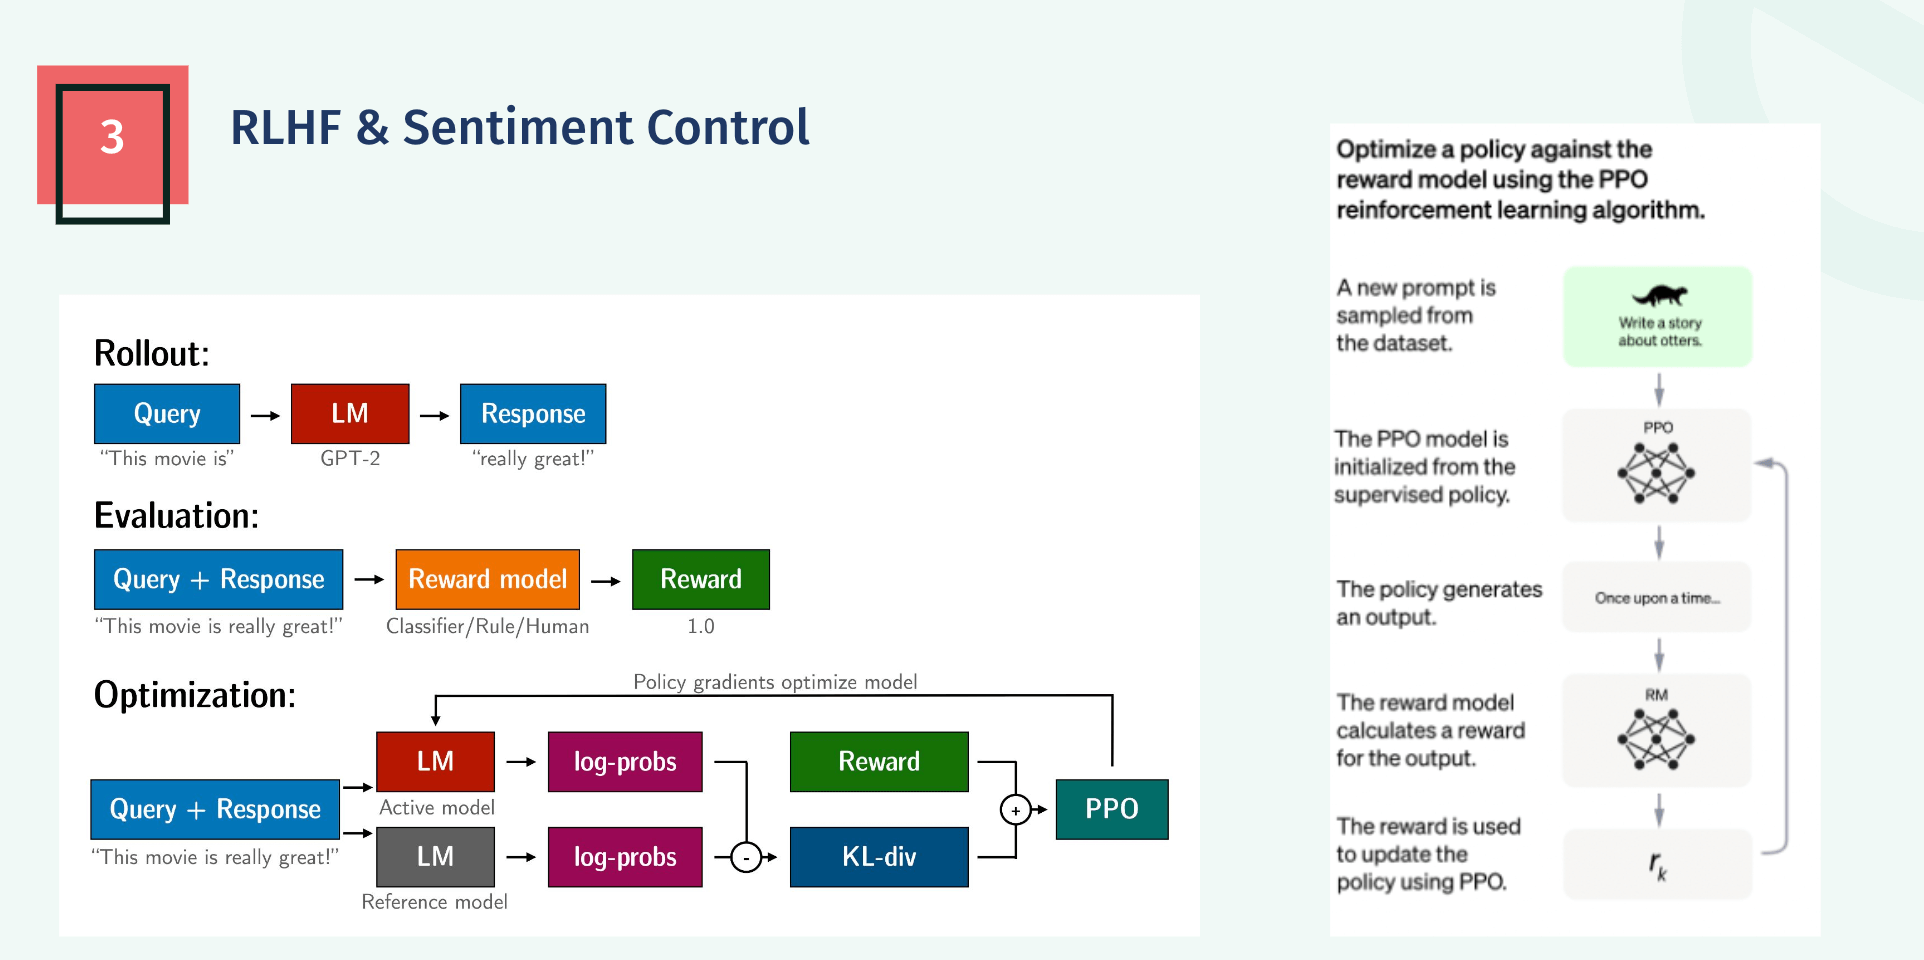 3
RLHF & Sentiment Control
Rollout:
Query
LM
Response
“This movie is”
GPT-2
“really great!”
Evaluation:
Query + Response
Reward model
Reward
“This movie is really great!”
Classifier/Rule/Human
1.0
Optimization:
Policy gradients optimize model
LM
log-probs
Reward
Active model
Query + Response
“This movie is really great!”
+
PPO
LM
log-probs
-
KL-div
Reference model
Optimize a policy against the
reward model using the PPO
reinforcement learning algorithm.
A new prompt is
sampled from
the dataset.
Write a story
about otters.
The PPO model is
initialized from the
supervised policy.
PPO
The policy generates
an output.
Once upon a time...
The reward model
calculates a reward
for the output.
RM
The reward is used
to update the
policy using PPO.
rk